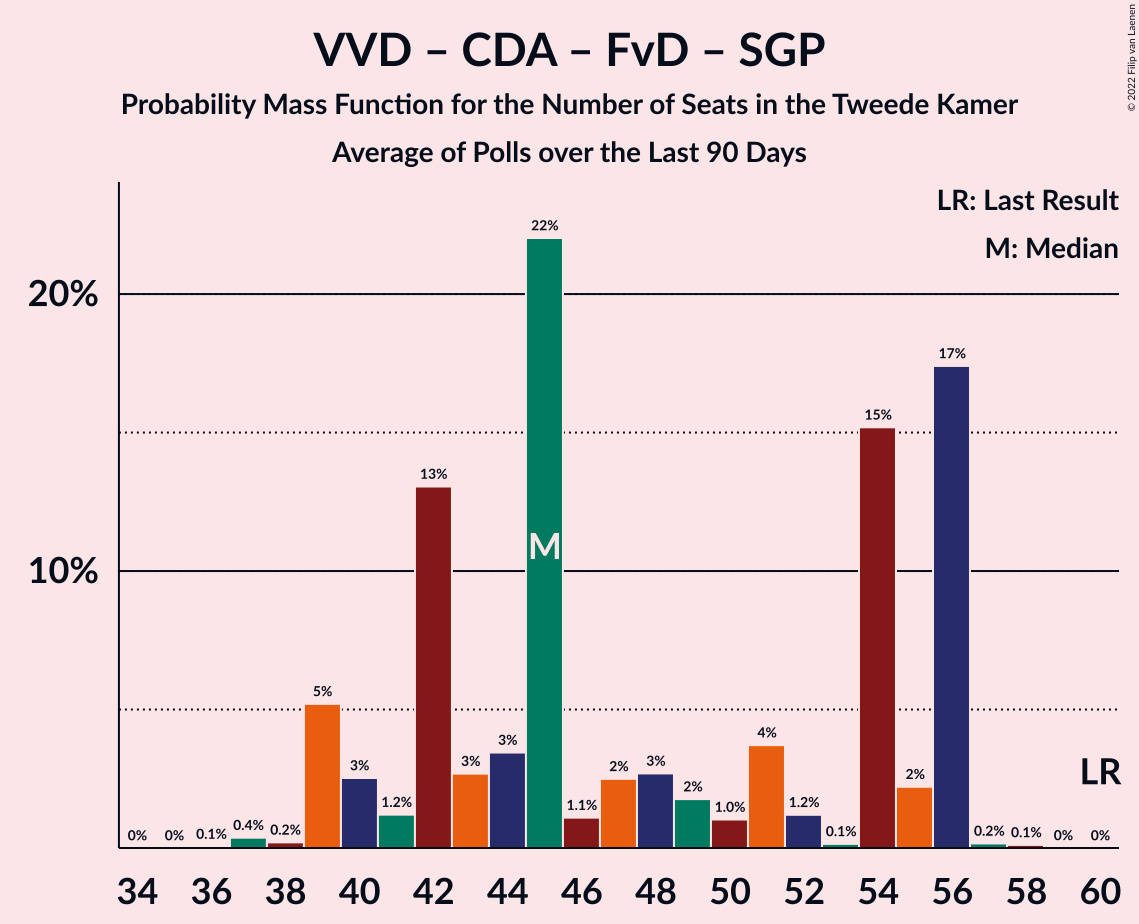 VVD – CDA – FvD – SGP
Probability Mass Function for the Number of Seats in the Tweede Kamer
Average of Polls over the Last 90 Days
© 2022 Filip van Laenen
LR: Last Result
M: Median
20%
10%
0% 0% 0.1% 0.4% 0.2% 5% 3% 1.2% 13% 3% 3% 22% 1.1% 2% 3% 2% 1.0% 4% 1.2% 0.1% 15% 2% 17% 0.2% 0.1% 0% 0%
M
LR
34 36 38 40 42 44 46 48 50 52 54 56 58 60